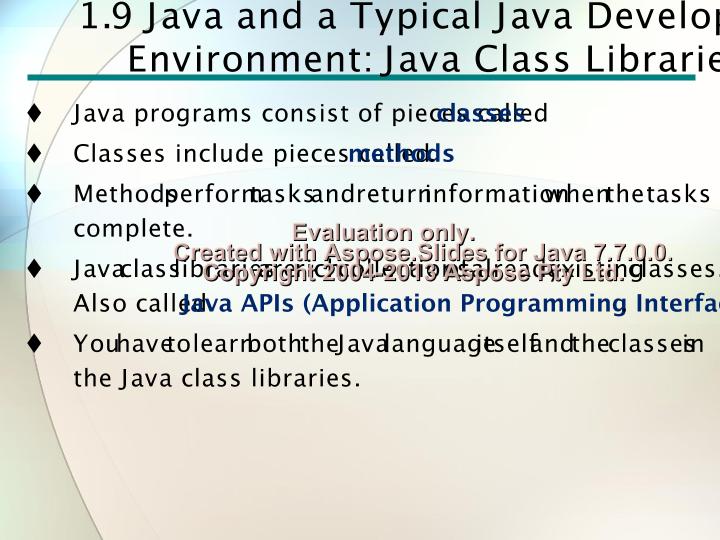 1.9 Java and a Typical Java Develop
Environment: Java Class Librarie
Java programs consist of pieces called classes
Classes include pieces called methods
Methods perform tasks and return information when the tasks
complete.
Evaluation only.
Created with Aspose.Slides for Java 7.7.0.0.
Copyright 2004-2013 Aspose Pty Ltd.
Java class libraries are rich collections of already existing classes.
Also called Java APIs (Application Programming Interfa
You have to learn both the Java language itself and the classes in
the Java class libraries.